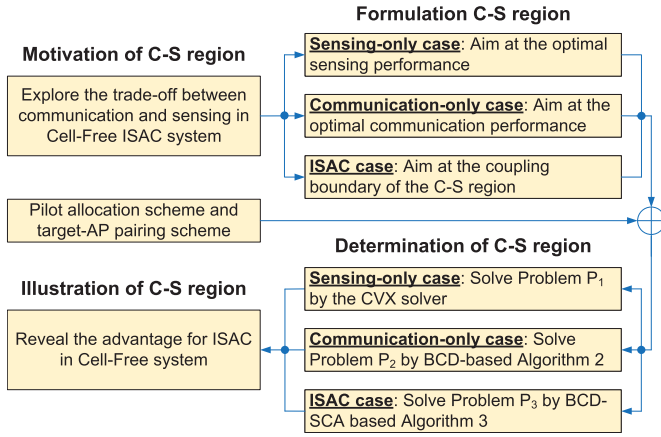 Motivation of C-S region
Explore the trade-off between
communication and sensing in
Cell-Free ISAC system
Formulation C-S region
Sensing-only case: Aim at the optimal
sensing performance
Communication-only case: Aim at the
optimal communication performance
ISAC case: Aim at the coupling
boundary of the C-S region
Pilot allocation scheme and
target-AP pairing scheme
Determination of C-S region
Sensing-only case: Solve Problem P₁
by the CVX solver
Communication-only case: Solve
Problem P₂ by BCD-based Algorithm 2
ISAC case: Solve Problem P₃ by BCD-
SCA based Algorithm 3
Illustration of C-S region
Reveal the advantage for ISAC
in Cell-Free system